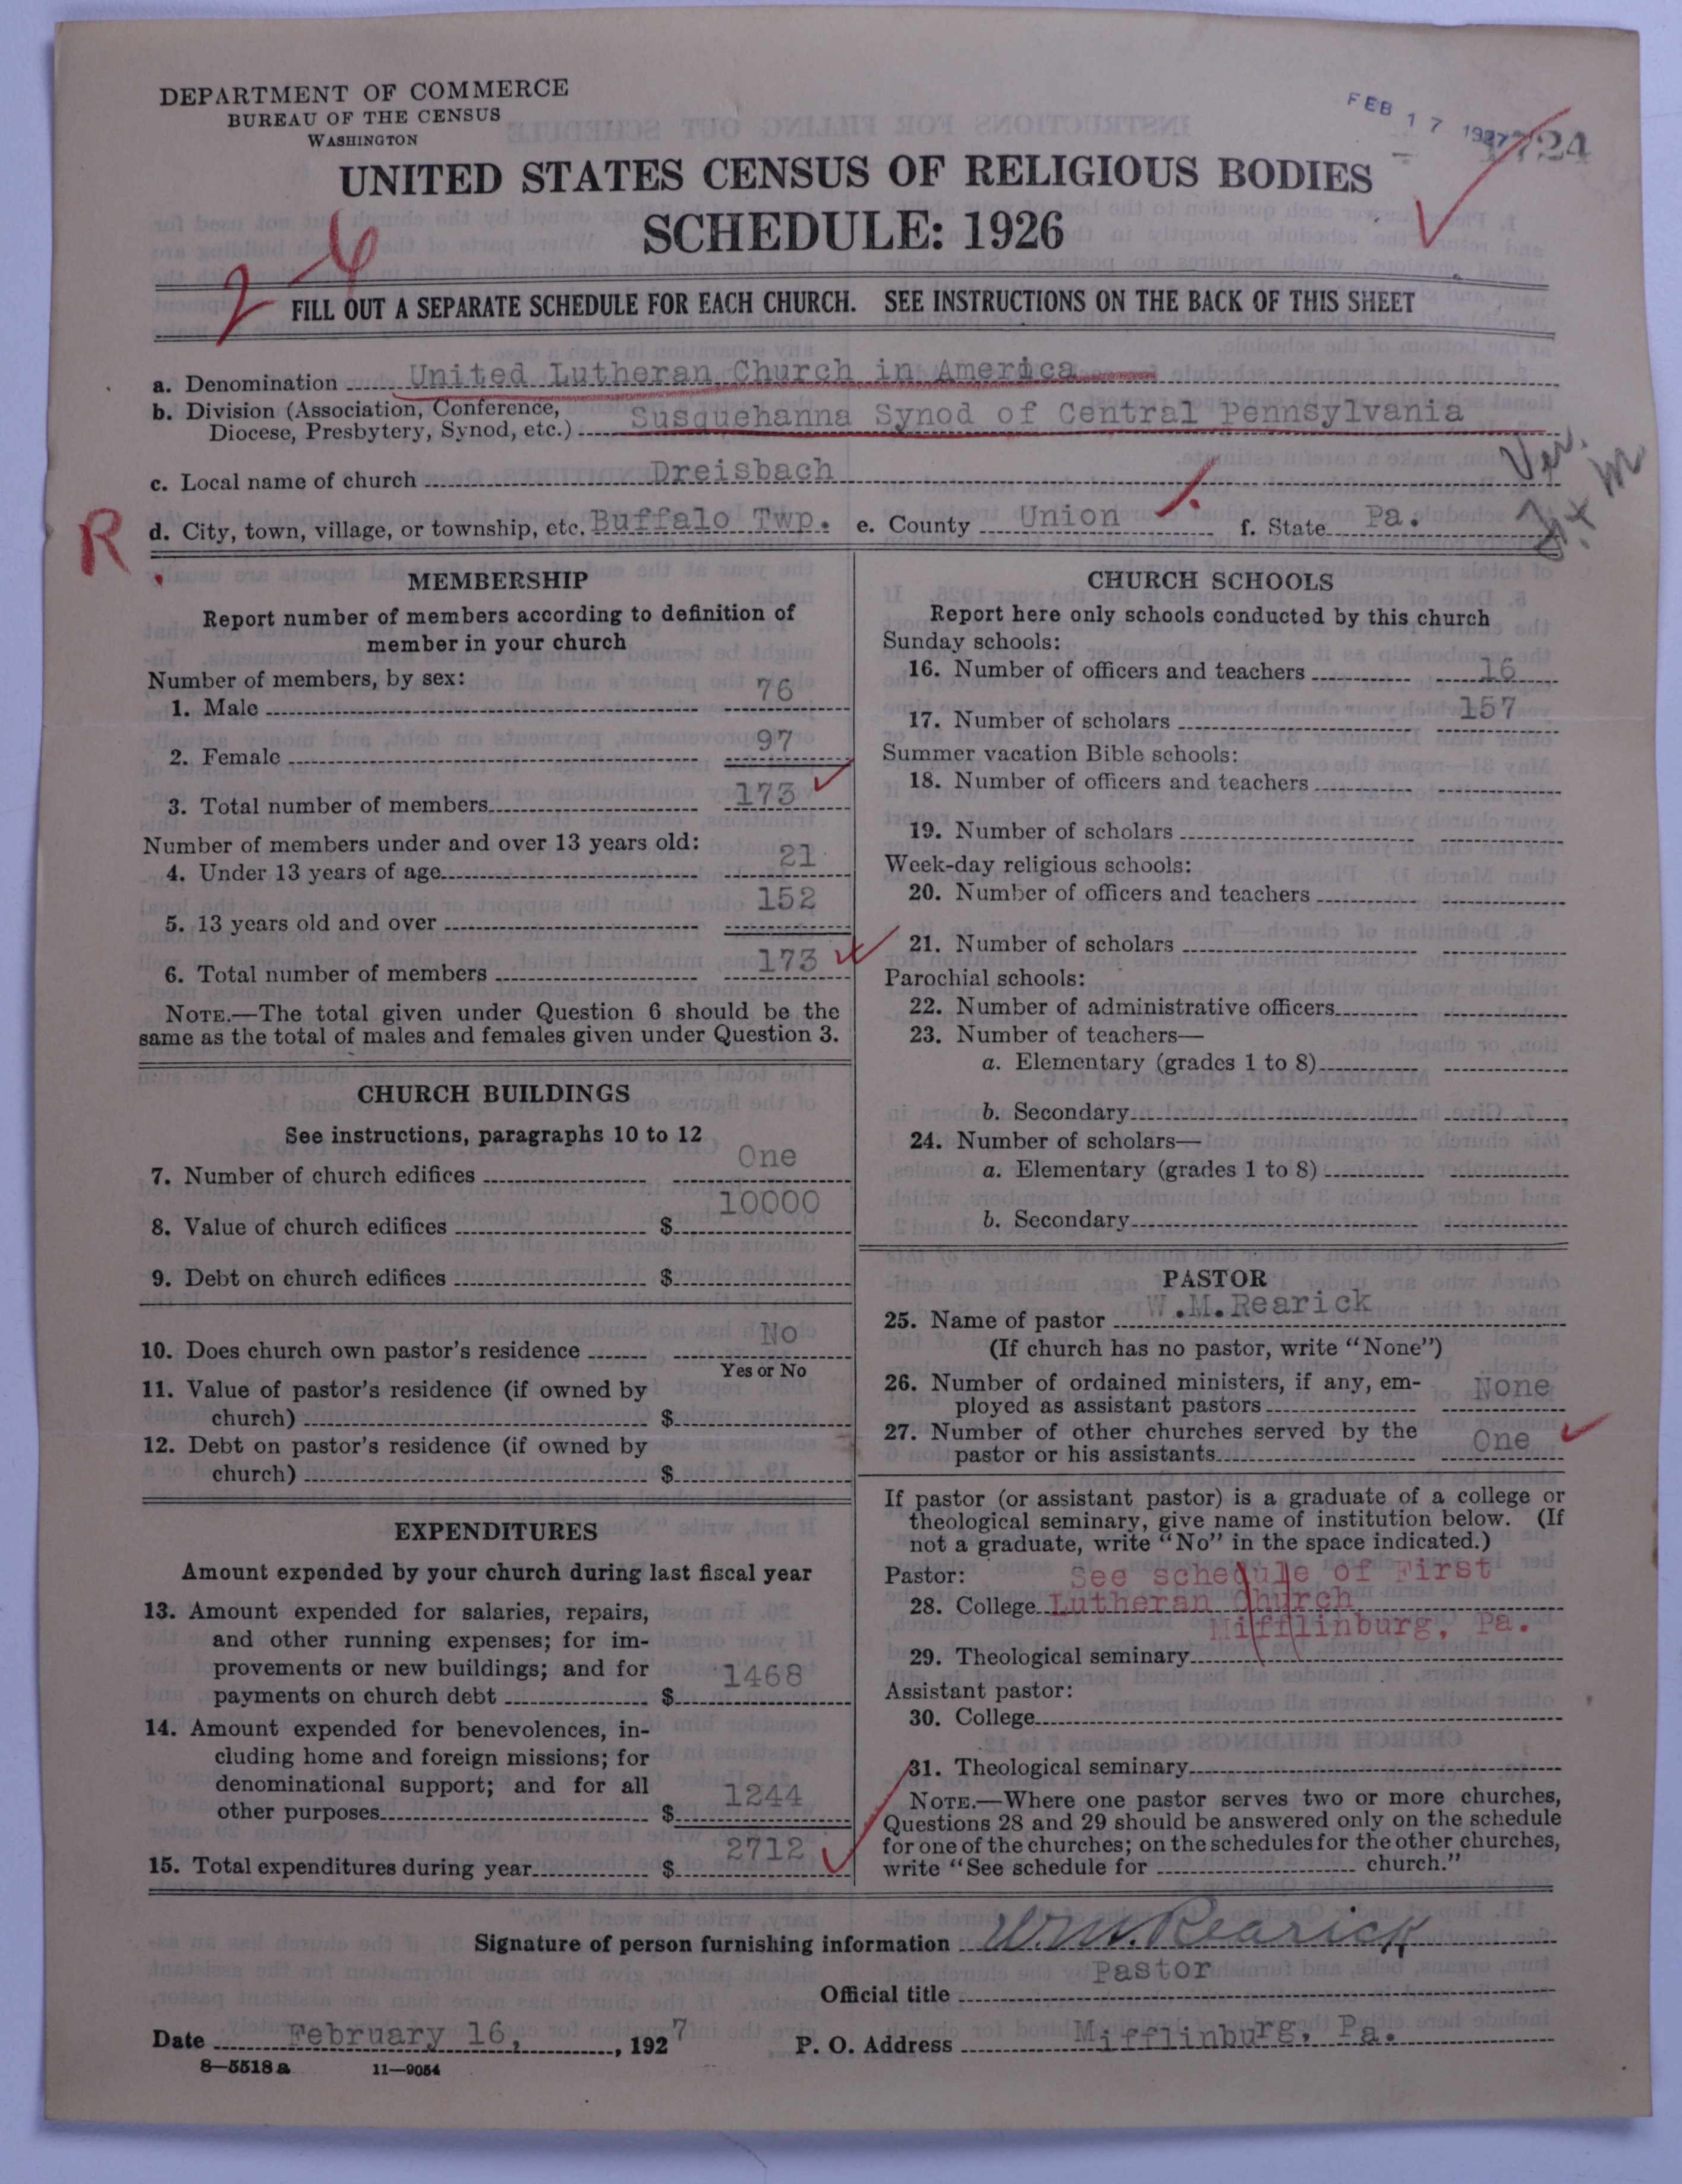 DEPARTMENT OF COMMERCE
BUREAU OF THE CENSUS
WASHINGTON
FEB 17 1927
UNITED STATES CENSUS OF RELIGIOUS BODIES
SCHEDULE: 1926
26
FILL OUT A SEPARATE SCHEDULE FOR EACH CHURCH. SEE INSTRUCTIONS ON THE BACK OF THIS SHEET
a. Denomination United Lutheran Church in America
b. Division (Association, Conference,
Diocese, Presbytery, Synod, etc.) Susquehanna Synod of Central Pennsylvania
c. Local name of church Dreisbach
Ver.
R
d. City, town, village, or township, etc. Buffalo Twp. e. County Union f. State Pa.
MEMBERSHIP
Report number of members according to definition of
member in your church
Number of members, by sex:
1. Male 76
2. Female 97
3. Total number of members 173
Number of members under and over 13 years old:
4. Under 13 years of age 21
5. 13 years old and over 152
6. Total number of members 173
NOTE.—The total given under Question 6 should be the
same as the total of males and females given under Question 3.
CHURCH BUILDINGS
See instructions, paragraphs 10 to 12
7. Number of church edifices One
8. Value of church edifices $ 10000
9. Debt on church edifices $
10. Does church own pastor's residence No
Yes or No
11. Value of pastor's residence (if owned by
church) $
12. Debt on pastor's residence (if owned by
church) $
EXPENDITURES
Amount expended by your church during last fiscal year
13. Amount expended for salaries, repairs,
and other running expenses; for im-
provements or new buildings; and for
payments on church debt $ 1468
14. Amount expended for benevolences, in-
cluding home and foreign missions; for
denominational support; and for all
other purposes $ 1244
15. Total expenditures during year $ 2712
CHURCH SCHOOLS
Report here only schools conducted by this church
Sunday schools:
16. Number of officers and teachers 16
17. Number of scholars 157
Summer vacation Bible schools:
18. Number of officers and teachers
19. Number of scholars
Week-day religious schools:
20. Number of officers and teachers
21. Number of scholars
Parochial schools:
22. Number of administrative officers
23. Number of teachers—
a. Elementary (grades 1 to 8)
b. Secondary
24. Number of scholars—
a. Elementary (grades 1 to 8)
b. Secondary
PASTOR
25. Name of pastor W.M.Rearick
(If church has no pastor, write "None")
26. Number of ordained ministers, if any, em-
ployed as assistant pastors None
27. Number of other churches served by the
pastor or his assistants One
If pastor (or assistant pastor) is a graduate of a college or
theological seminary, give name of institution below. (If
not a graduate, write "No" in the space indicated.)
Pastor: See schedule of First
28. College Lutheran Church
Mifflinburg, Pa.
29. Theological seminary
Assistant pastor:
30. College
31. Theological seminary
NOTE.—Where one pastor serves two or more churches,
Questions 28 and 29 should be answered only on the schedule
for one of the churches; on the schedules for the other churches,
write "See schedule for church."
Signature of person furnishing information W.M. Rearick
Official title Pastor
Date February 16, , 1927 P. O. Address Mifflinburg, Pa.
8—5518a 11—9054